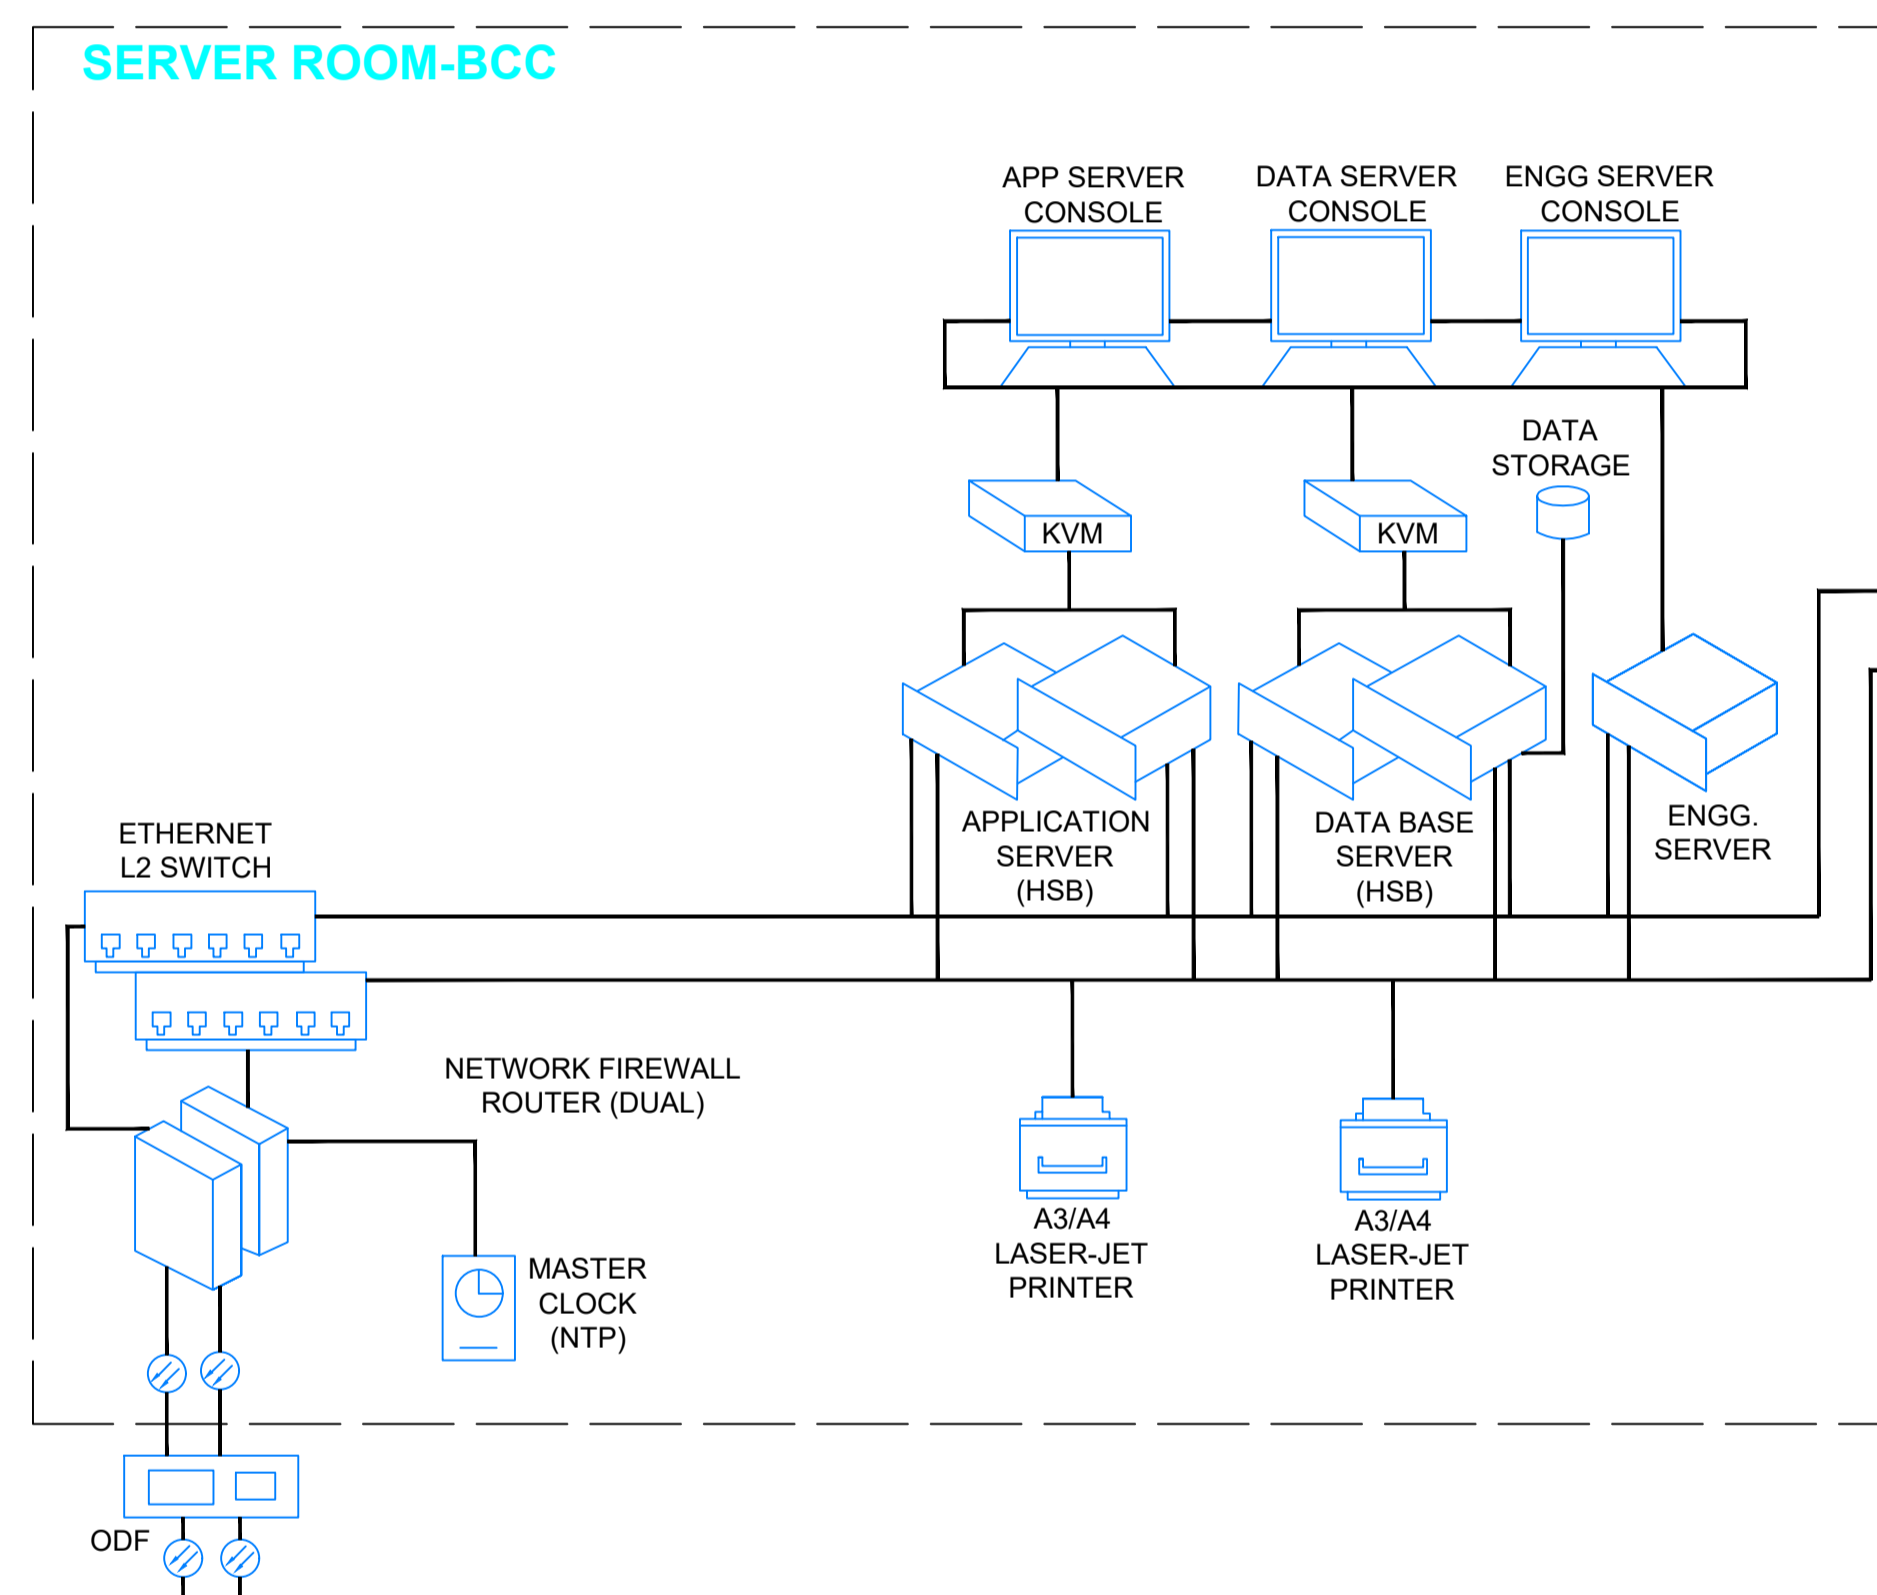 SERVER ROOM-BCC
APP SERVER
CONSOLE
DATA SERVER
CONSOLE
ENGG SERVER
CONSOLE
DATA
STORAGE
KVM
KVM
APPLICATION
SERVER
(HSB)
DATA BASE
SERVER
(HSB)
ENGG.
SERVER
ETHERNET
L2 SWITCH
NETWORK FIREWALL
ROUTER (DUAL)
MASTER
CLOCK
(NTP)
A3/A4
LASER-JET
PRINTER
A3/A4
LASER-JET
PRINTER
ODF